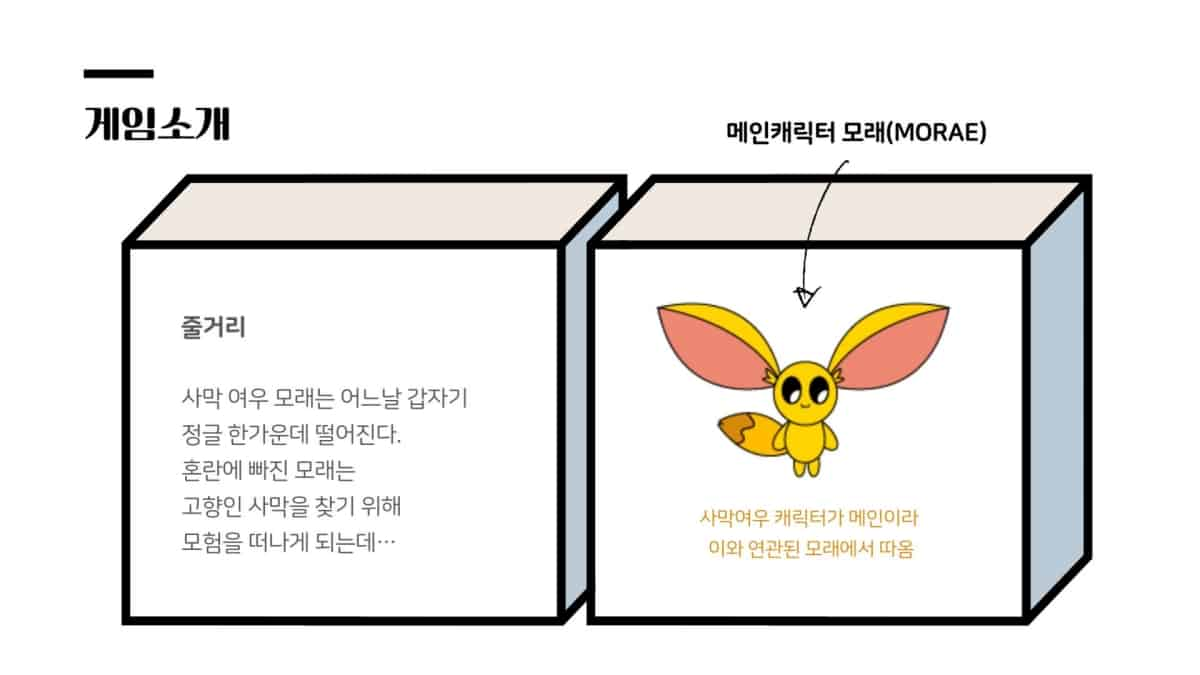 게임소개
메인캐릭터 모래(MORAE)
줄거리
사막 여우 모래는 어느날 갑자기
정글 한가운데 떨어진다.
혼란에 빠진 모래는
고향인 사막을 찾기 위해
모험을 떠나게 되는데…
사막여우 캐릭터가 메인이라
이와 연관된 모래에서 따옴